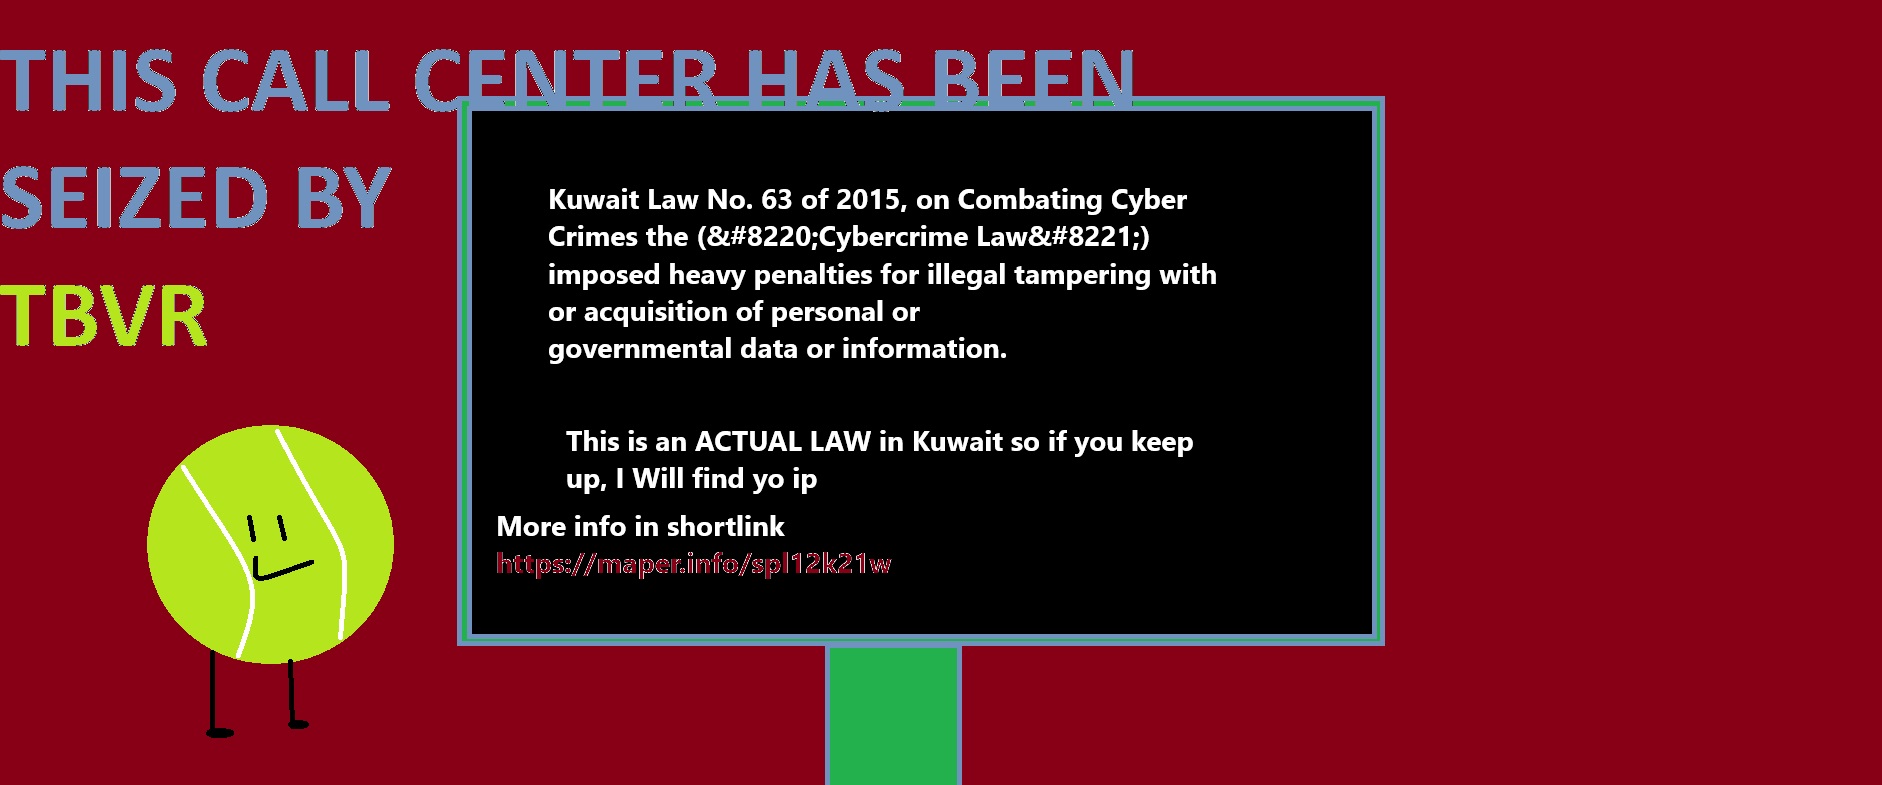 THIS CALL CENTER HAS BEEN
SEIZED BY
TBVR
Kuwait Law No. 63 of 2015, on Combating Cyber
Crimes the (&#8220;Cybercrime Law&#8221;)
imposed heavy penalties for illegal tampering with
or acquisition of personal or
governmental data or information.
This is an ACTUAL LAW in Kuwait so if you keep
up, I Will find yo ip
More info in shortlink
https://maper.info/spl12k21w